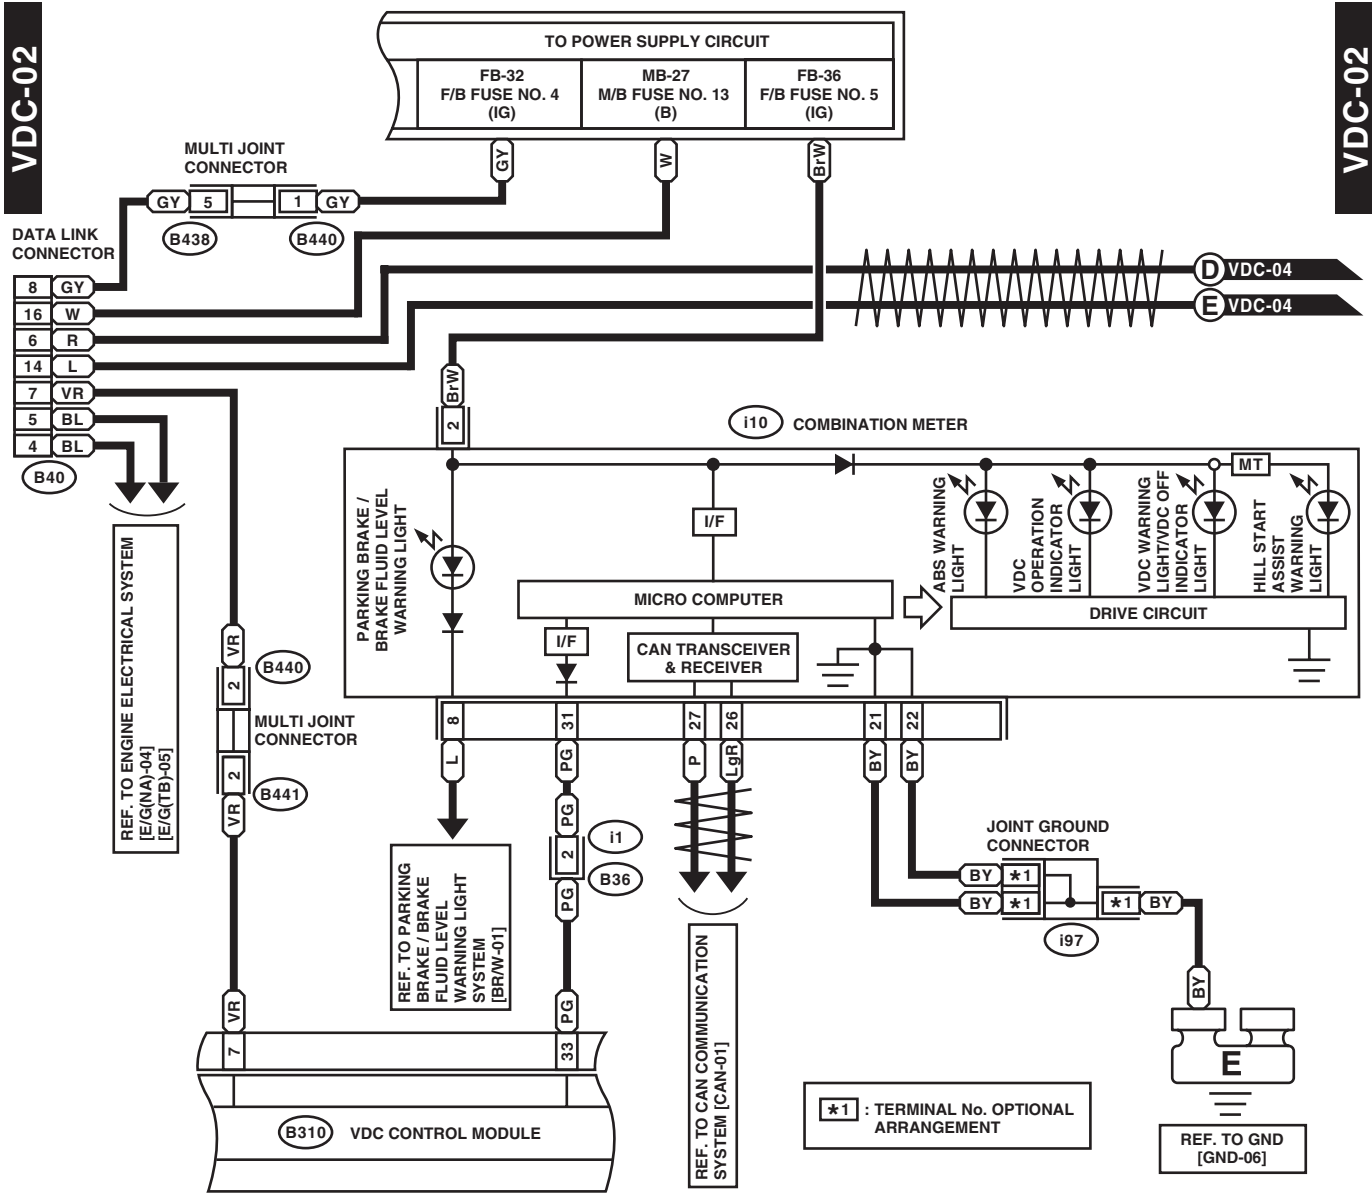 VDC-02
VDC-02
TO POWER SUPPLY CIRCUIT
FB-32
F/B FUSE NO. 4
(IG)
MB-27
M/B FUSE NO. 13
(B)
FB-36
F/B FUSE NO. 5
(IG)
GY
W
BrW
MULTI JOINT
CONNECTOR
GY
5
1
GY
B438
B440
DATA LINK
CONNECTOR
8 GY
16 W
6 R
14 L
7 VR
5 BL
4 BL
B40
D VDC-04
E VDC-04
BrW
2
i10 COMBINATION METER
PARKING BRAKE /
BRAKE FLUID LEVEL
WARNING LIGHT
I/F
MICRO COMPUTER
I/F
CAN TRANSCEIVER
& RECEIVER
MT
ABS WARNING
LIGHT
VDC
OPERATION
INDICATOR
LIGHT
VDC WARNING
LIGHT/VDC OFF
INDICATOR
LIGHT
HILL START
ASSIST
WARNING
LIGHT
DRIVE CIRCUIT
REF. TO ENGINE ELECTRICAL SYSTEM
[E/G(NA)-04]
[E/G(TB)-05]
VR
2
B440
MULTI JOINT
CONNECTOR
2
B441
VR
VR
7
8
31
27
26
21
22
L
PG
P
LgR
BY
BY
PG
2
i1
B36
PG
PG
33
REF. TO PARKING
BRAKE / BRAKE
FLUID LEVEL
WARNING LIGHT
SYSTEM
[BR/W-01]
REF. TO CAN COMMUNICATION
SYSTEM [CAN-01]
JOINT GROUND
CONNECTOR
BY *1
BY *1
*1 BY
i97
BY
E
REF. TO GND
[GND-06]
*1 : TERMINAL No. OPTIONAL
ARRANGEMENT
B310 VDC CONTROL MODULE